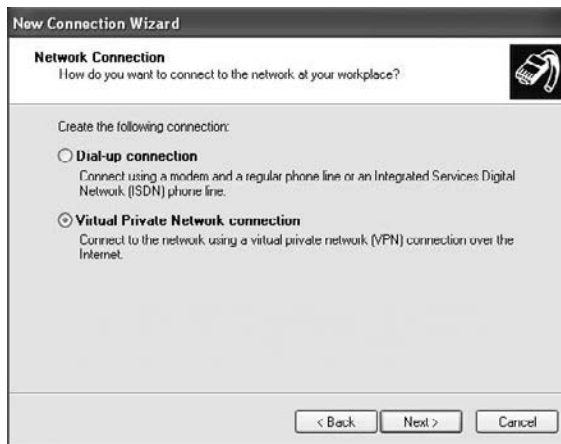 New Connection Wizard
Network Connection
How do you want to connect to the network at your workplace?
Create the following connection:
Dial-up connection
Connect using a modem and a regular phone line or an Integrated Services Digital
Network (ISDN) phone line.
Virtual Private Network connection
Connect to the network using a virtual private network (VPN) connection over the
Internet.
< Back Next > Cancel